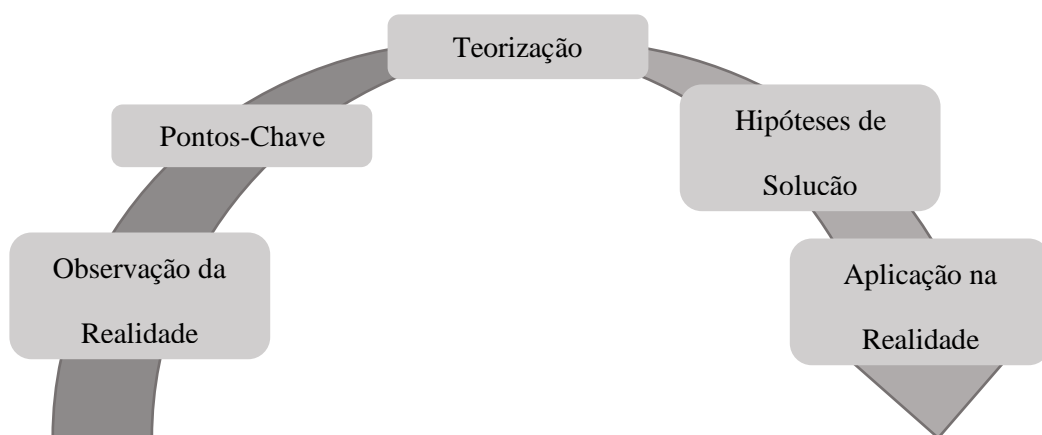 Observação da
Realidade
Pontos-Chave
Teorização
Hipóteses de
Solucão
Aplicação na
Realidade